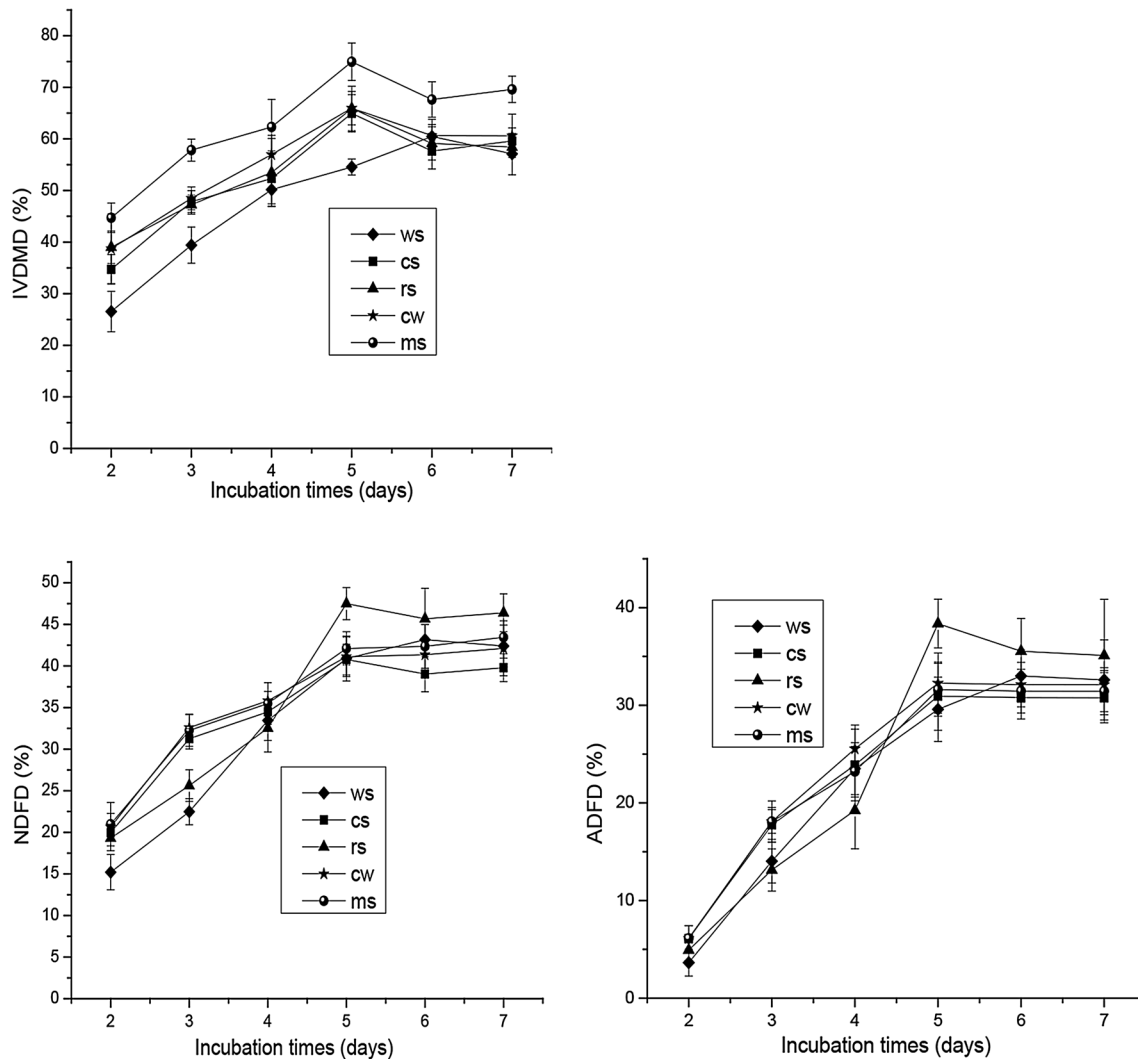 IVDMD (%)
80
70
60
50
40
30
20
10
0
2 3 4 5 6 7
Incubation times (days)
ws
cs
rs
cw
ms
NDFD (%)
50
45
40
35
30
25
20
15
10
5
0
2 3 4 5 6 7
Incubation times (days)
ws
cs
rs
cw
ms
ADFD (%)
40
30
20
10
0
2 3 4 5 6 7
Incubation times (days)
ws
cs
rs
cw
ms